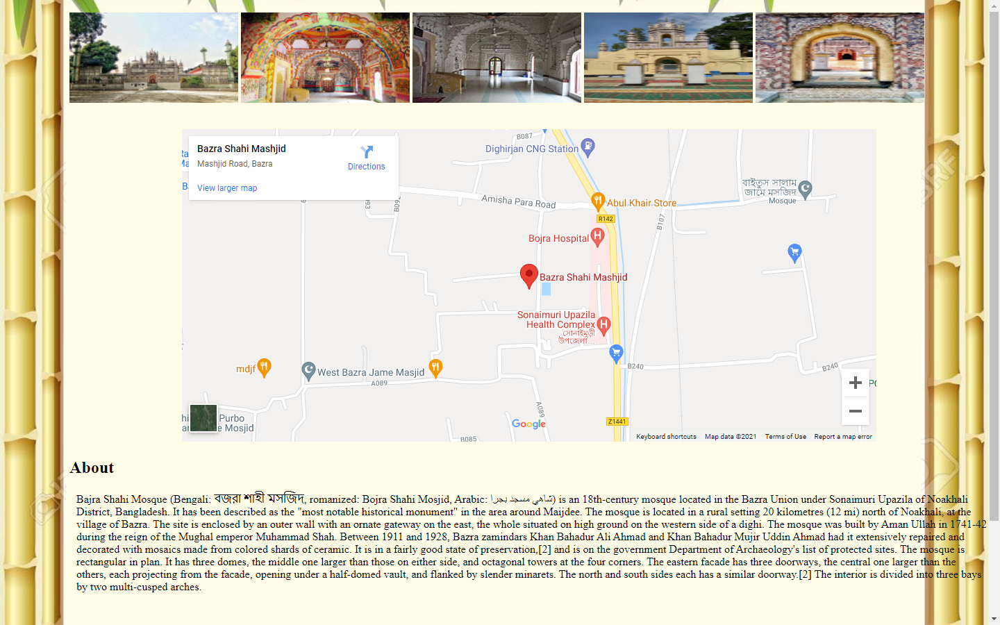 Bazra Shahi Mashjid
Mashjid Road, Bazra
Directions
View larger map
B087
Dighirjan CNG Station
বাইতুস সালাম
জামে মসজিদ
Mosque
Amisha Para Road
B092
Abul Khair Store
R142
B107
Bojra Hospital
Bazra Shahi Mashjid
Sonaimuri Upazila
Health Complex
সোনাইমুড়ী
উপজেলা...
mdjf
West Bazra Jame Masjid
A089
B240
B240
A089
Purbo
Mosjid
Google
Z1441
B085
Keyboard shortcuts Map data ©2021 Terms of Use Report a map error
About
Bajra Shahi Mosque (Bengali: বজরা শাহী মসজিদ, romanized: Bojra Shahi Mosjid, Arabic: شاهي مسجد بجرا) is an 18th-century mosque located in the Bazra Union under Sonaimuri Upazila of Noakhali
District, Bangladesh. It has been described as the "most notable historical monument" in the area around Maijdee. The mosque is located in a rural setting 20 kilometres (12 mi) north of Noakhali, at the
village of Bazra. The site is enclosed by an outer wall with an ornate gateway on the east, the whole situated on high ground on the western side of a dighi. The mosque was built by Aman Ullah in 1741-42
during the reign of the Mughal emperor Muhammad Shah. Between 1911 and 1928, Bazra zamindars Khan Bahadur Ali Ahmad and Khan Bahadur Mujir Uddin Ahmad had it extensively repaired and
decorated with mosaics made from colored shards of ceramic. It is in a fairly good state of preservation,[2] and is on the government Department of Archaeology's list of protected sites. The mosque is
rectangular in plan. It has three domes, the middle one larger than those on either side, and octagonal towers at the four corners. The eastern facade has three doorways, the central one larger than the
others, each projecting from the facade, opening under a half-domed vault, and flanked by slender minarets. The north and south sides each has a similar doorway.[2] The interior is divided into three bays
by two multi-cusped arches.